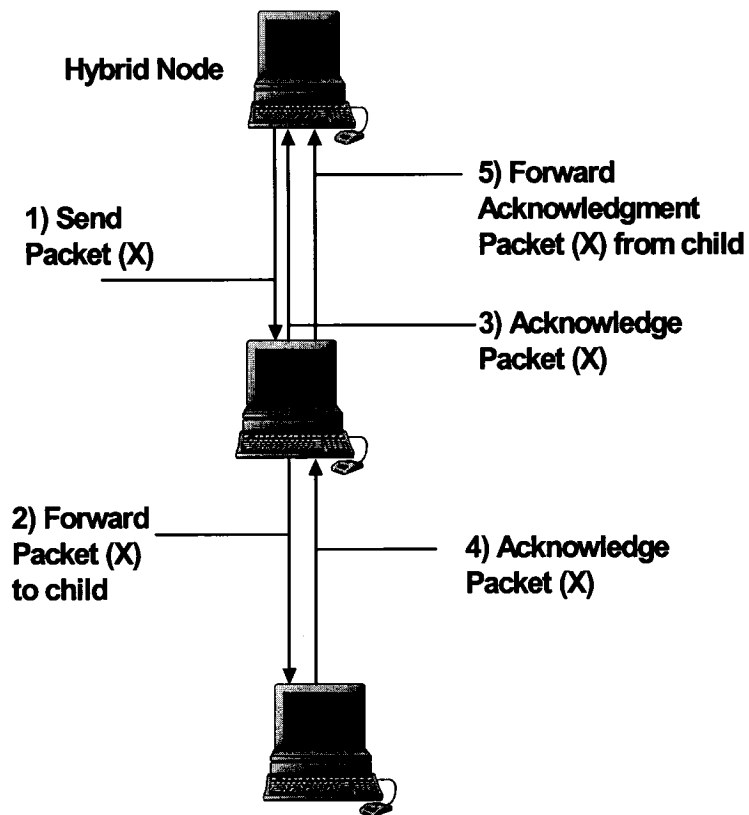 Hybrid Node
1) Send
Packet (X)
5) Forward
Acknowledgment
Packet (X) from child
3) Acknowledge
Packet (X)
2) Forward
Packet (X)
to child
4) Acknowledge
Packet (X)